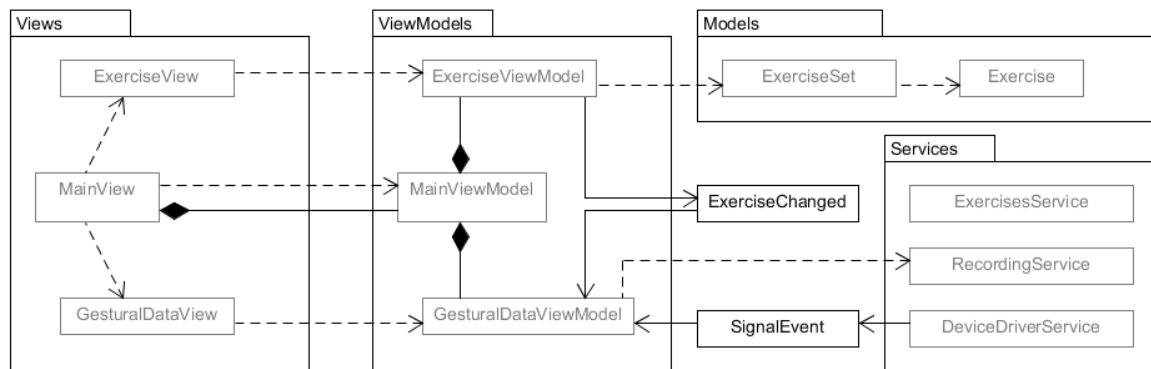 Views
ViewModels
Models
ExerciseView
ExerciseViewModel
ExerciseSet
Exercise
Services
MainView
MainViewModel
ExerciseChanged
ExercisesService
RecordingService
GesturalDataView
GesturalDataViewModel
SignalEvent
DeviceDriverService